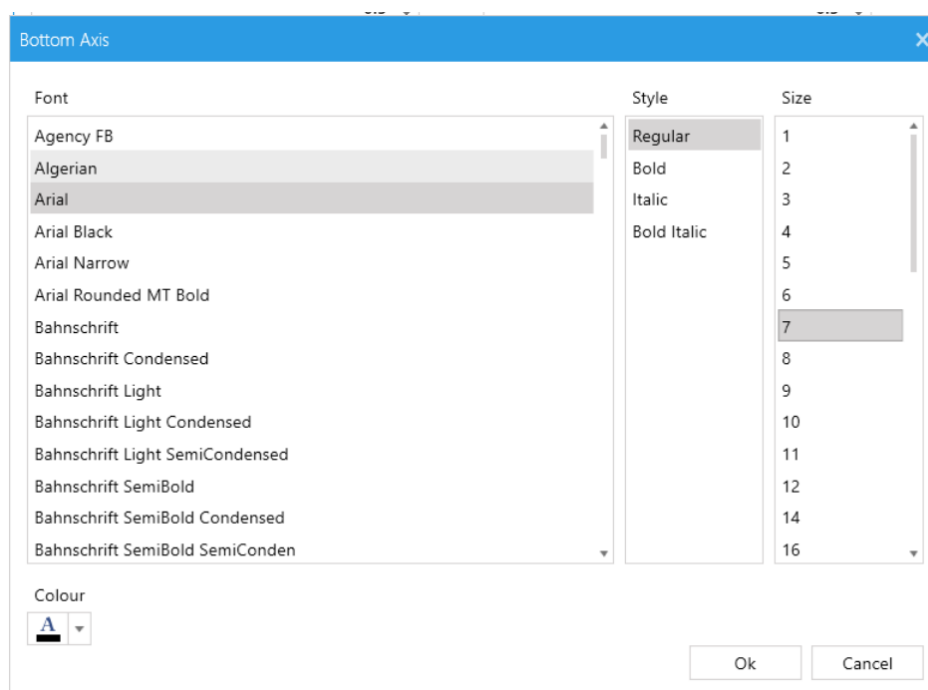 Bottom Axis
Font
Style
Size
Agency FB
Regular
1
Algerian
Bold
2
Arial
Italic
3
Arial Black
Bold Italic
4
Arial Narrow
5
Arial Rounded MT Bold
6
Bahnschrift
7
Bahnschrift Condensed
8
Bahnschrift Light
9
Bahnschrift Light Condensed
10
Bahnschrift Light SemiCondensed
11
Bahnschrift SemiBold
12
Bahnschrift SemiBold Condensed
14
Bahnschrift SemiBold SemiConden
16
Colour
A
Ok
Cancel